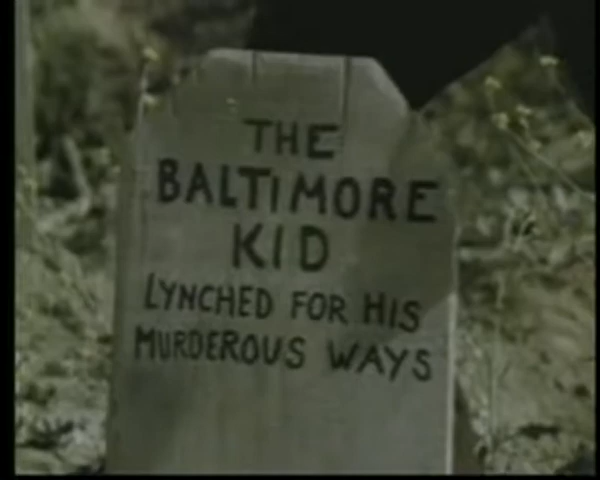 THE
BALTIMORE
KID
LYNCHED FOR HIS
MURDEROUS WAYS